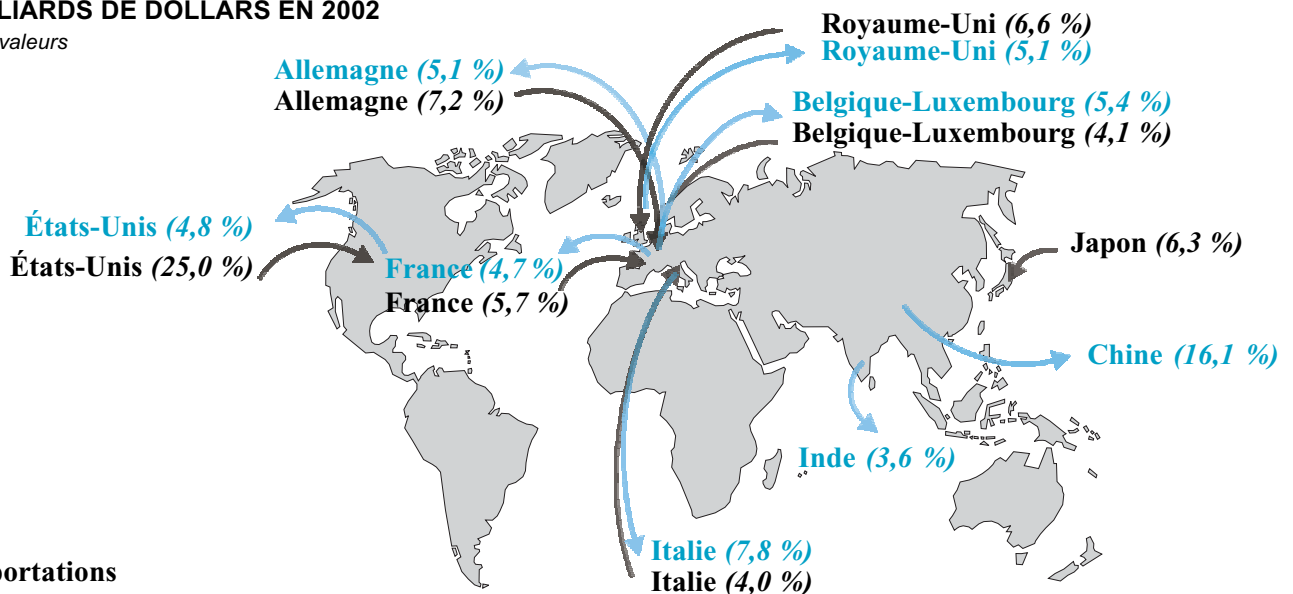 LIARDS DE DOLLARS EN 2002
valeurs
Royaume-Uni (6,6 %)
Royaume-Uni (5,1 %)
Allemagne (5,1 %)
Allemagne (7,2 %)
Belgique-Luxembourg (5,4 %)
Belgique-Luxembourg (4,1 %)
États-Unis (4,8 %)
États-Unis (25,0 %)
France (4,7%)
France (5,7 %)
Japon (6,3 %)
Chine (16,1 %)
Inde (3,6 %)
Italie (7,8 %)
Italie (4,0 %)
portations